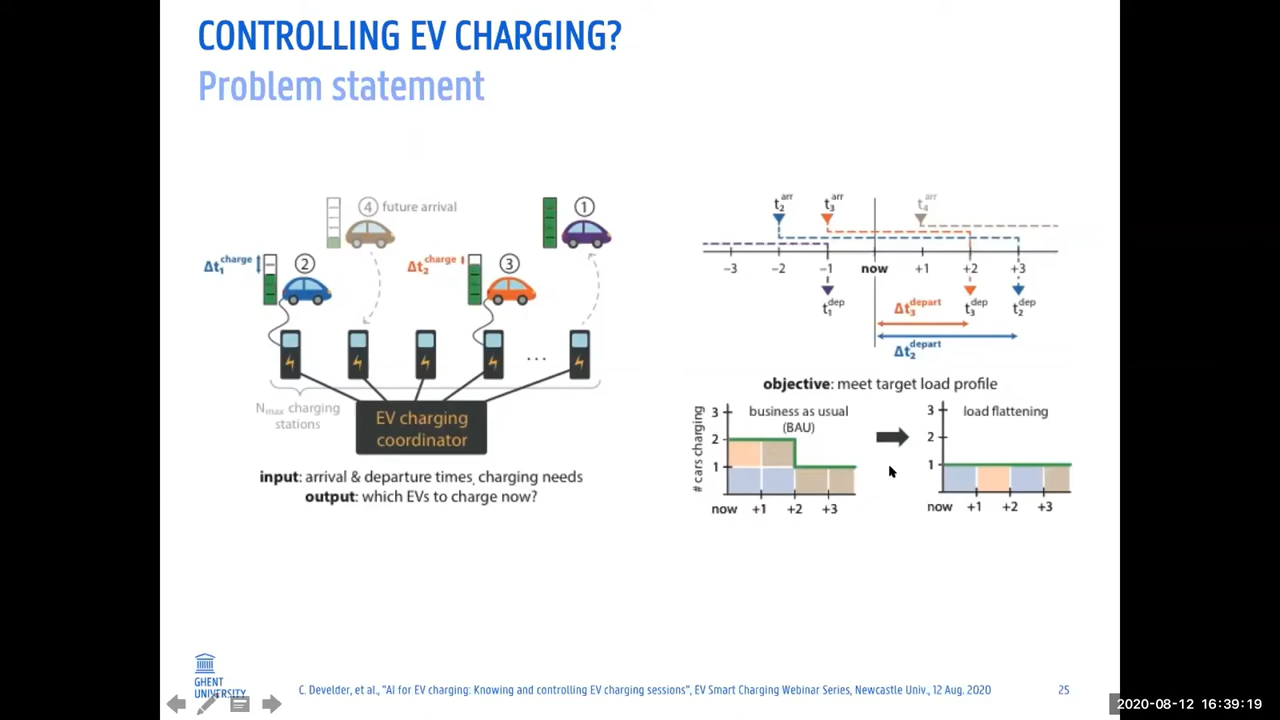 CONTROLLING EV CHARGING?
Problem statement
④ future arrival
①
Δt₁ᶜʰᵃʳᵍᵉ
②
Δt₂ᶜʰᵃʳᵍᵉ
③
...
Nmax charging
stations
EV charging
coordinator
input: arrival & departure times, charging needs
output: which EVs to charge now?
t₂ᵃʳʳ t₃ᵃʳʳ t₄ᵃʳʳ
−3 −2 −1 now +1 +2 +3
t₁ᵈᵉᵖ t₃ᵈᵉᵖ t₂ᵈᵉᵖ
Δt₃ᵈᵉᵖᵃʳᵗ
Δt₂ᵈᵉᵖᵃʳᵗ
objective: meet target load profile
# cars charging
3
2
1
business as usual
(BAU)
now +1 +2 +3
3
2
1
load flattening
now +1 +2 +3
GHENT
UNIVERSITY
C. Develder, et al., "AI for EV charging: Knowing and controlling EV charging sessions", EV Smart Charging Webinar Series, Newcastle Univ., 12 Aug. 2020
25
2020-08-12 16:39:19